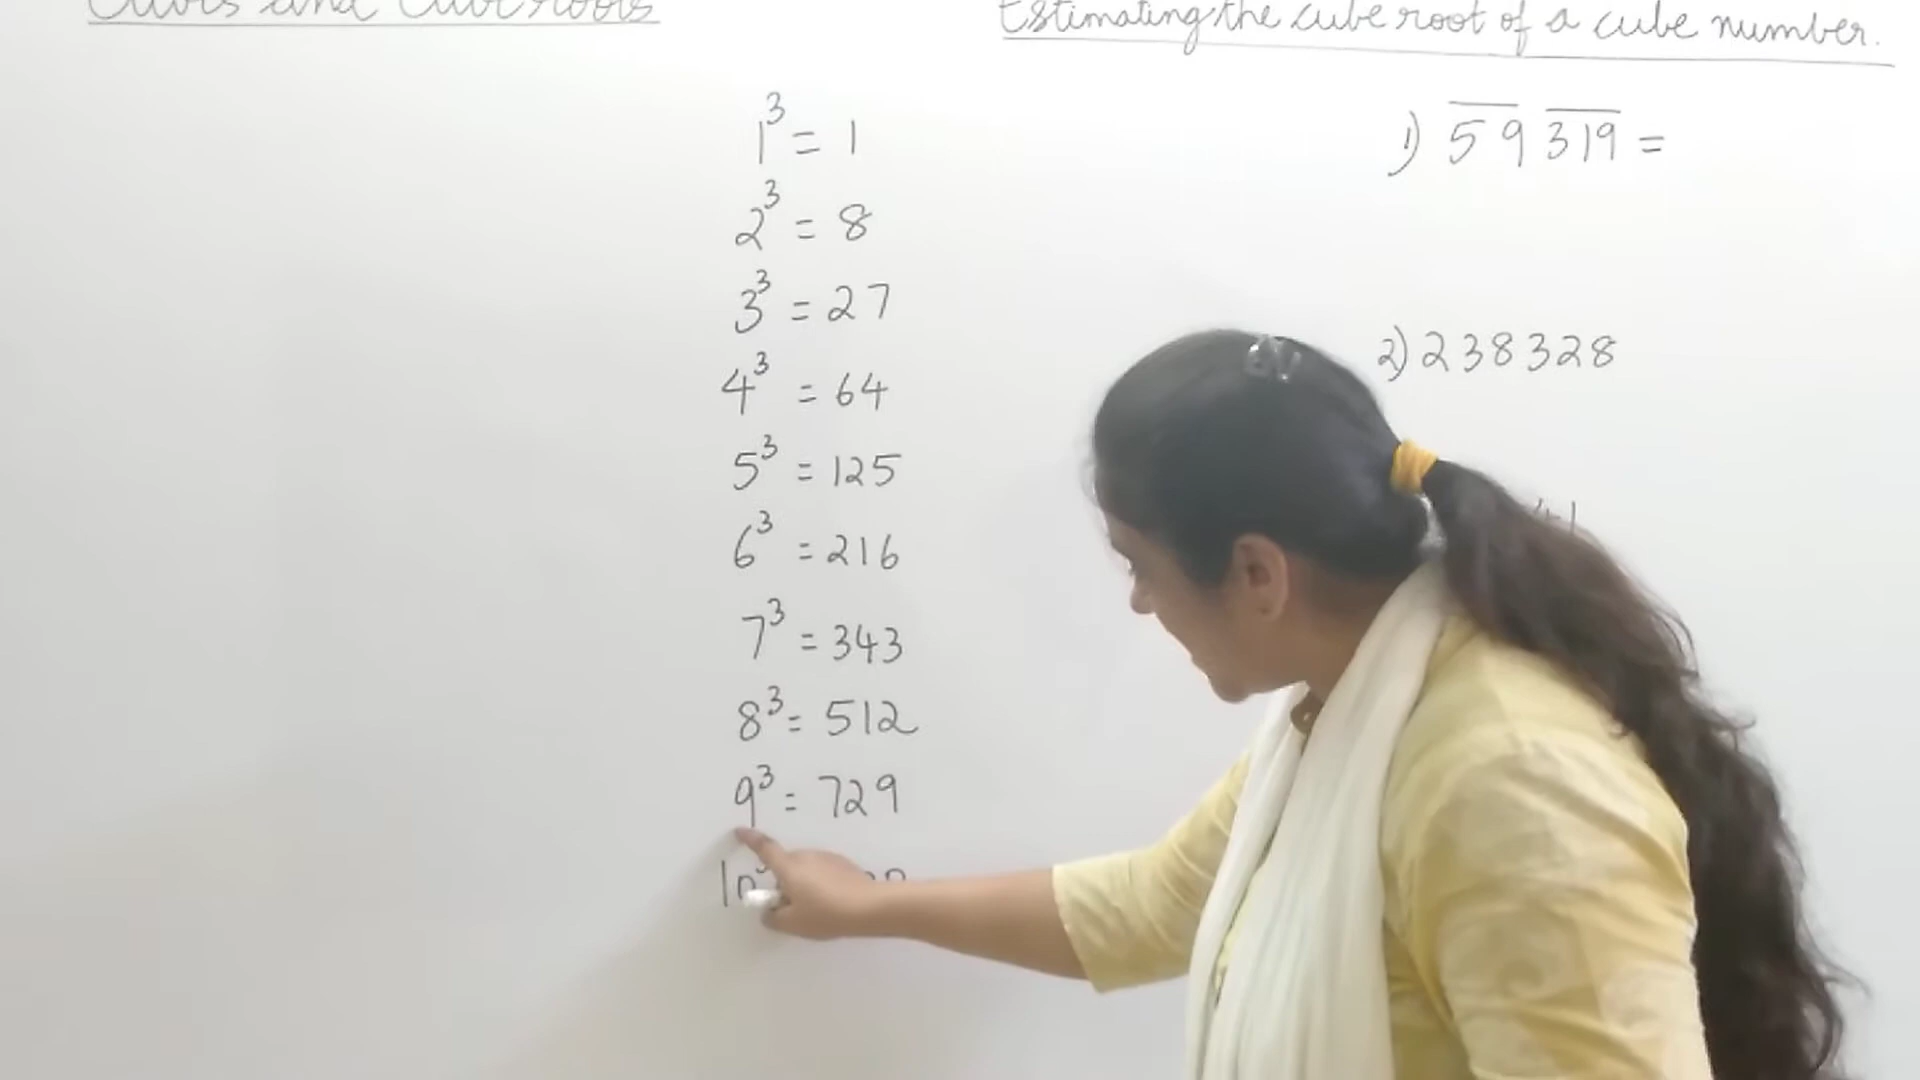 Cubes and Cube roots
Estimating the cube root of a cube number.
1³ = 1
2³ = 8
3³ = 27
4³ = 64
5³ = 125
6³ = 216
7³ = 343
8³ = 512
9³ = 729
10³
1) 59 319 =
2) 238328